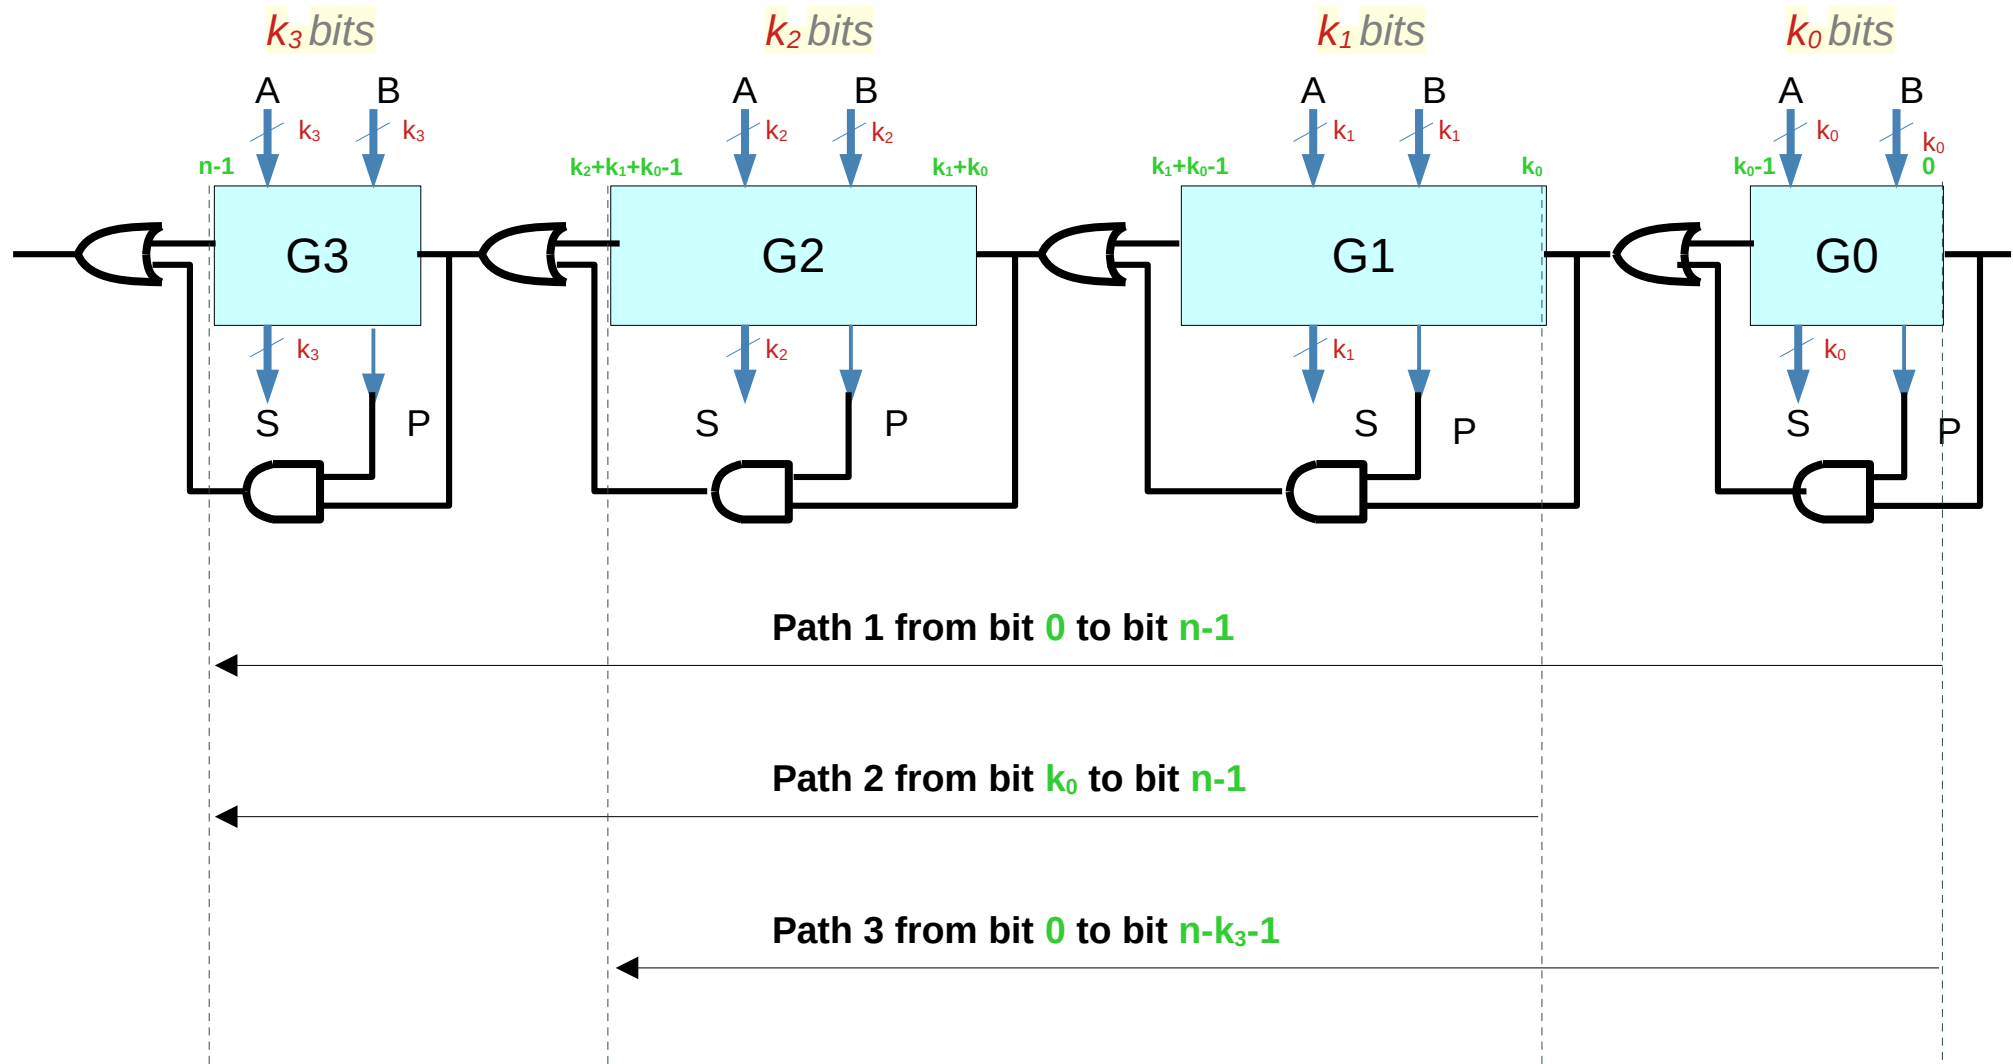 k₃ bits k₂ bits k₁ bits k₀ bits
A B A B A B A B
k₃ k₃ k₂ k₂ k₁ k₁ k₀ k₀
n-1 k₂+k₁+k₀-1 k₁+k₀ k₁+k₀-1 k₀ k₀-1 0
G3 G2 G1 G0
k₃ k₂ k₁ k₀
S P S P S P S P
Path 1 from bit 0 to bit n-1
Path 2 from bit k₀ to bit n-1
Path 3 from bit 0 to bit n-k₃-1